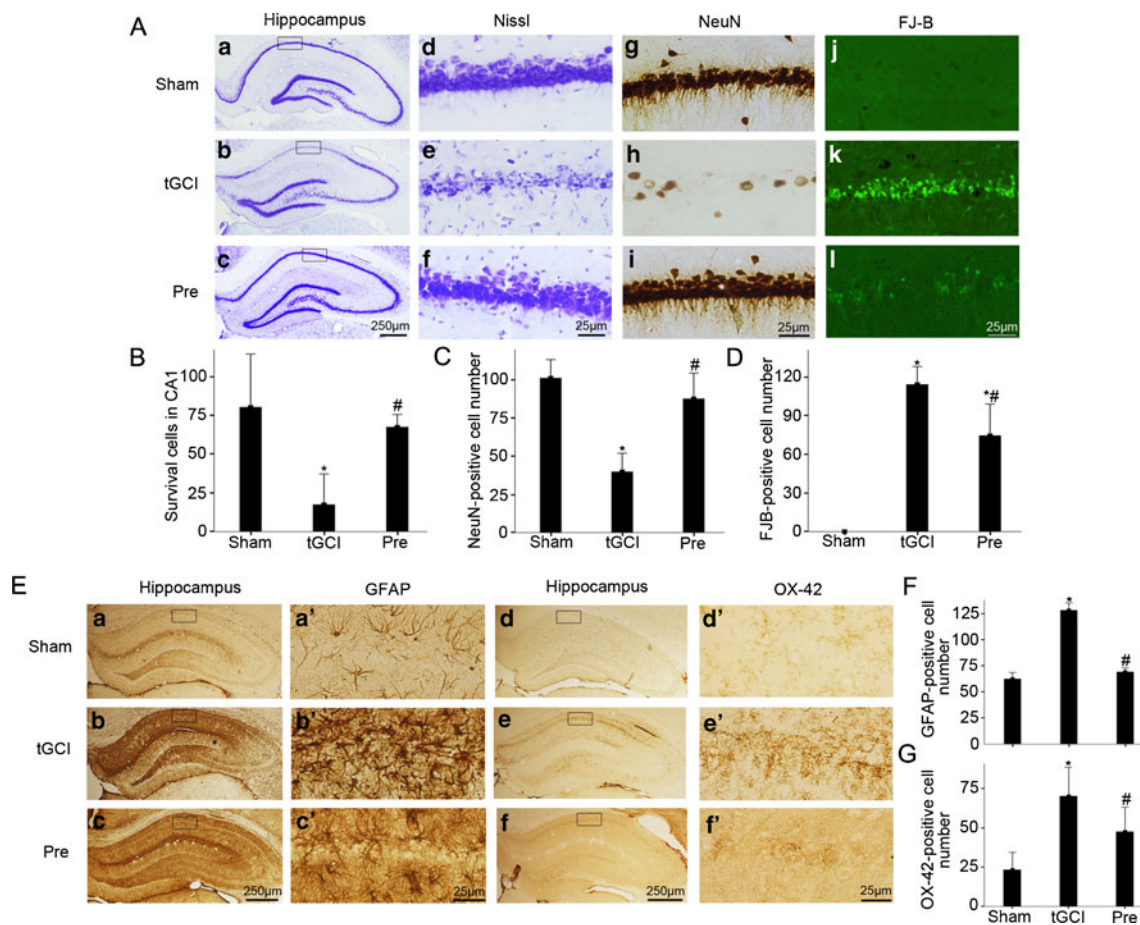 A
Hippocampus Nissl NeuN FJ-B
Sham a d g j
tGCI b e h k
Pre c f i l
250μm 25μm 25μm 25μm
B
Survival cells in CA1
100
75
50
25
0
Sham tGCI Pre
*
#
C
NeuN-positive cell number
100
75
50
25
0
Sham tGCI Pre
*
#
D
FJB-positive cell number
120
90
60
30
0
Sham tGCI Pre
*
*#
E
Hippocampus GFAP Hippocampus OX-42
Sham a a' d d'
tGCI b b' e e'
Pre c c' f f'
250μm 25μm 250μm 25μm
F
GFAP-positive cell
number
125
100
75
50
25
0
*
#
G
OX-42-positive cell
number
75
50
25
0
*
#
Sham tGCI Pre